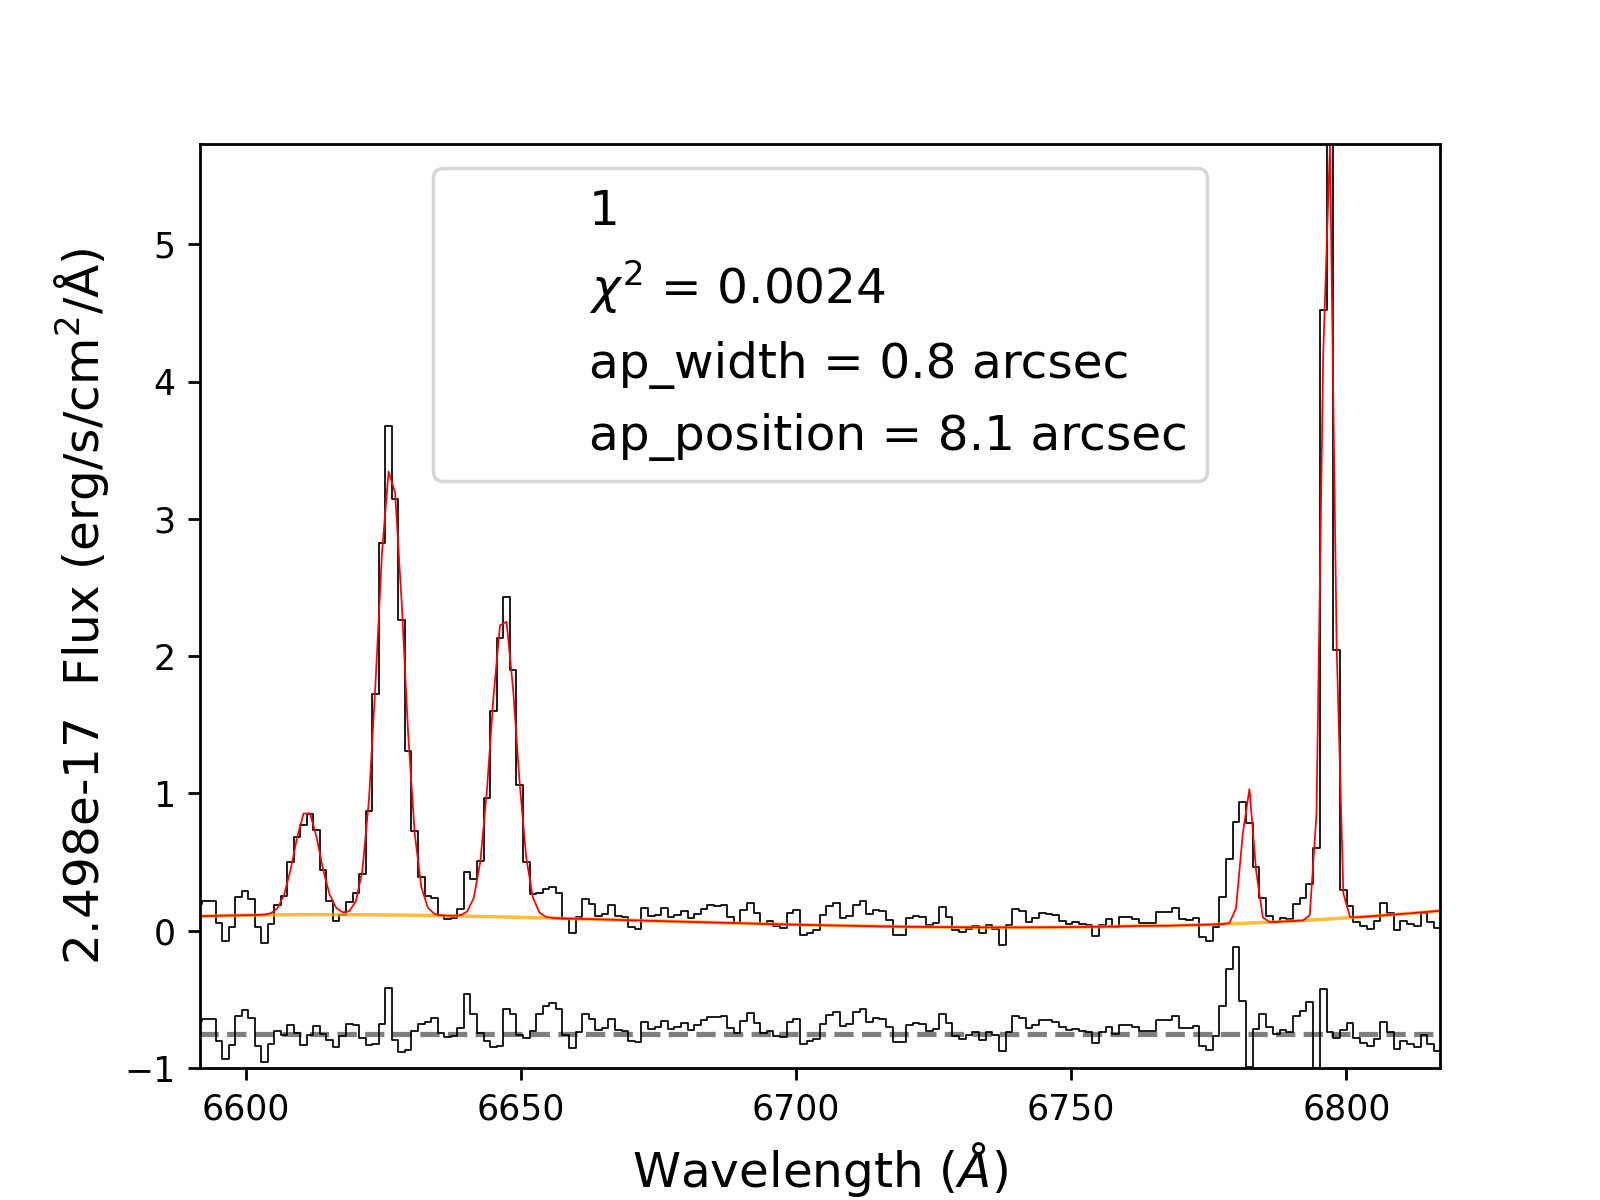 1
χ² = 0.0024
ap_width = 0.8 arcsec
ap_position = 8.1 arcsec
2.498e-17 Flux (erg/s/cm²/Å)
5
4
3
2
1
0
−1
6600 6650 6700 6750 6800
Wavelength (Å)